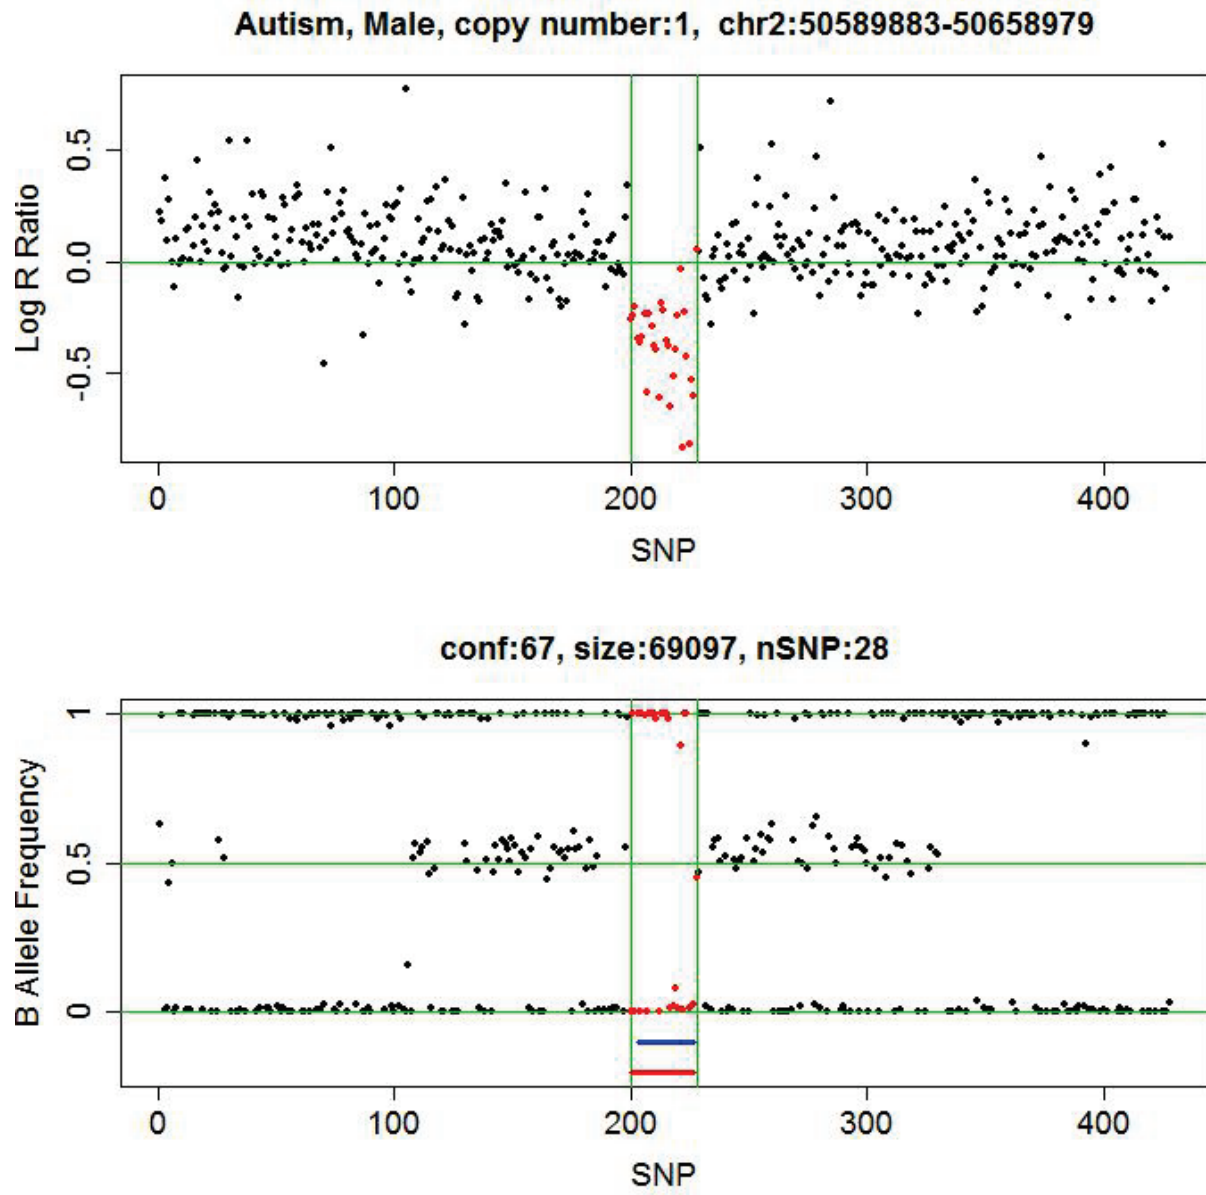 Autism, Male, copy number:1, chr2:50589883-50658979
Log R Ratio
0.5
0.0
-0.5
0 100 200 300 400
SNP
conf:67, size:69097, nSNP:28
B Allele Frequency
1
0.5
0
0 100 200 300 400
SNP